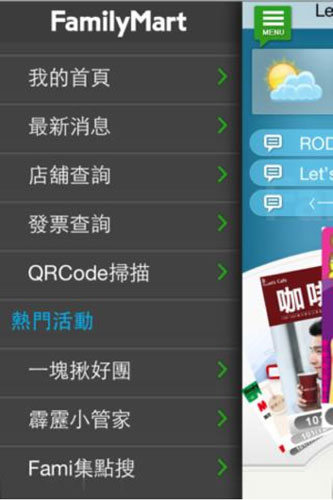 FamilyMart
我的首頁
最新消息
店舖查詢
發票查詢
QRCode掃描
熱門活動
一塊揪好團
霹靂小管家
Fami集點搜
MENU
Le
ROD
Let's
咖啡